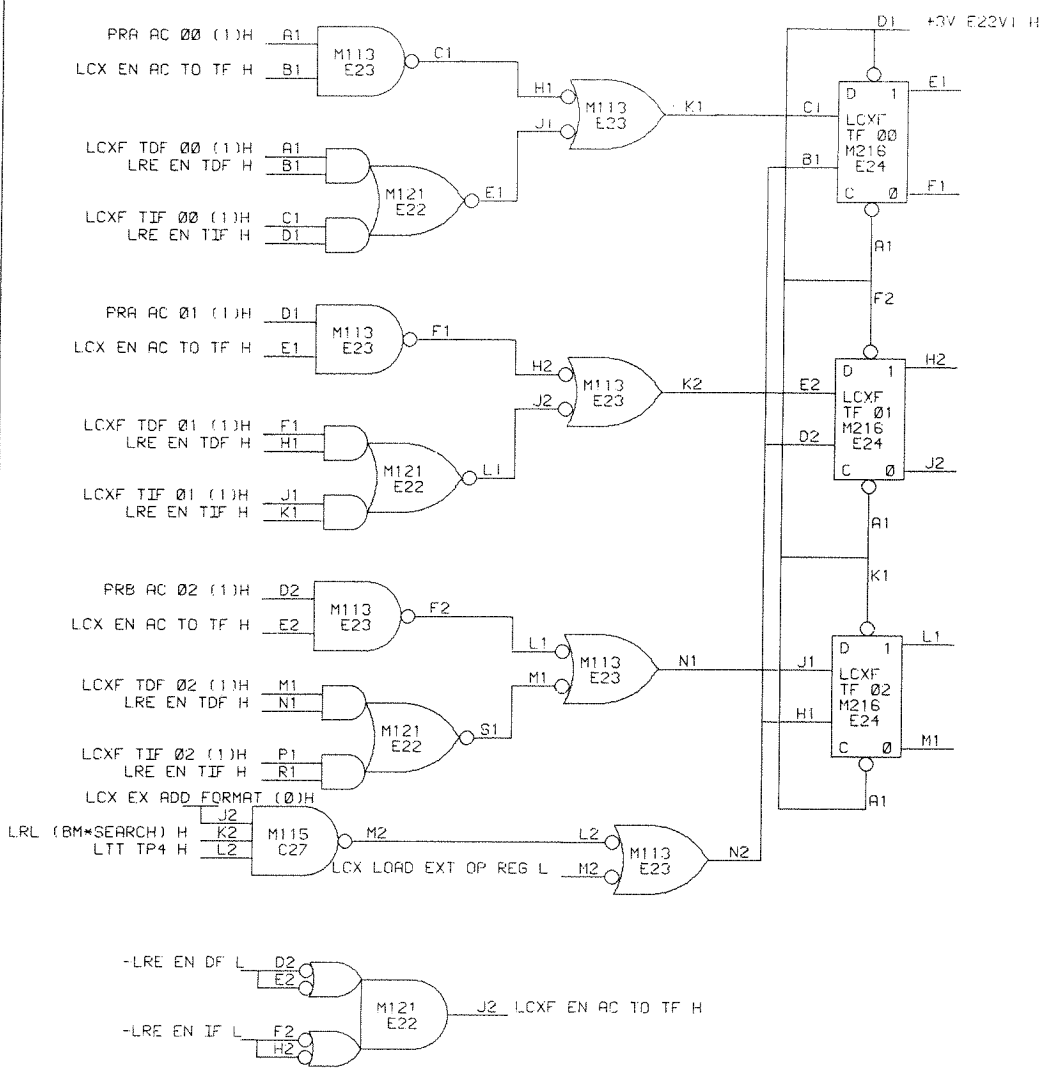 D1 +3V E22V1 H
PRA AC 00 (1)H A1
M113 E23
C1
LCX EN AC TO TF H B1
H1
M113 E23
K1
J1
D 1
LCXF TF 00 M216 E24
C 0
C1
B1
E1
F1
A1
LCXF TDF 00 (1)H A1
LRE EN TDF H B1
M121 E22
E1
LCXF TIF 00 (1)H C1
LRE EN TIF H D1
F2
PRA AC 01 (1)H D1
M113 E23
F1
LCX EN AC TO TF H E1
H2
M113 E23
K2
J2
D 1
LCXF TF 01 M216 E24
C 0
E2
D2
H2
J2
A1
LCXF TDF 01 (1)H F1
LRE EN TDF H H1
M121 E22
L1
LCXF TIF 01 (1)H J1
LRE EN TIF H K1
K1
PRB AC 02 (1)H D2
M113 E23
F2
LCX EN AC TO TF H E2
L1
M113 E23
N1
M1
D 1
LCXF TF 02 M216 E24
C 0
J1
H1
L1
M1
A1
LCXF TDF 02 (1)H M1
LRE EN TDF H N1
M121 E22
S1
LCXF TIF 02 (1)H P1
LRE EN TIF H R1
LCX EX ADD FORMAT (0)H
J2
LRL (BM*SEARCH) H K2
LTT TP4 H L2
M115 C27
M2
L2
M113 E23
N2
LCX LOAD EXT OP REG L M2
-LRE EN DF L D2
E2
M121 E22
J2 LCXF EN AC TO TF H
-LRE EN IF L F2
H2